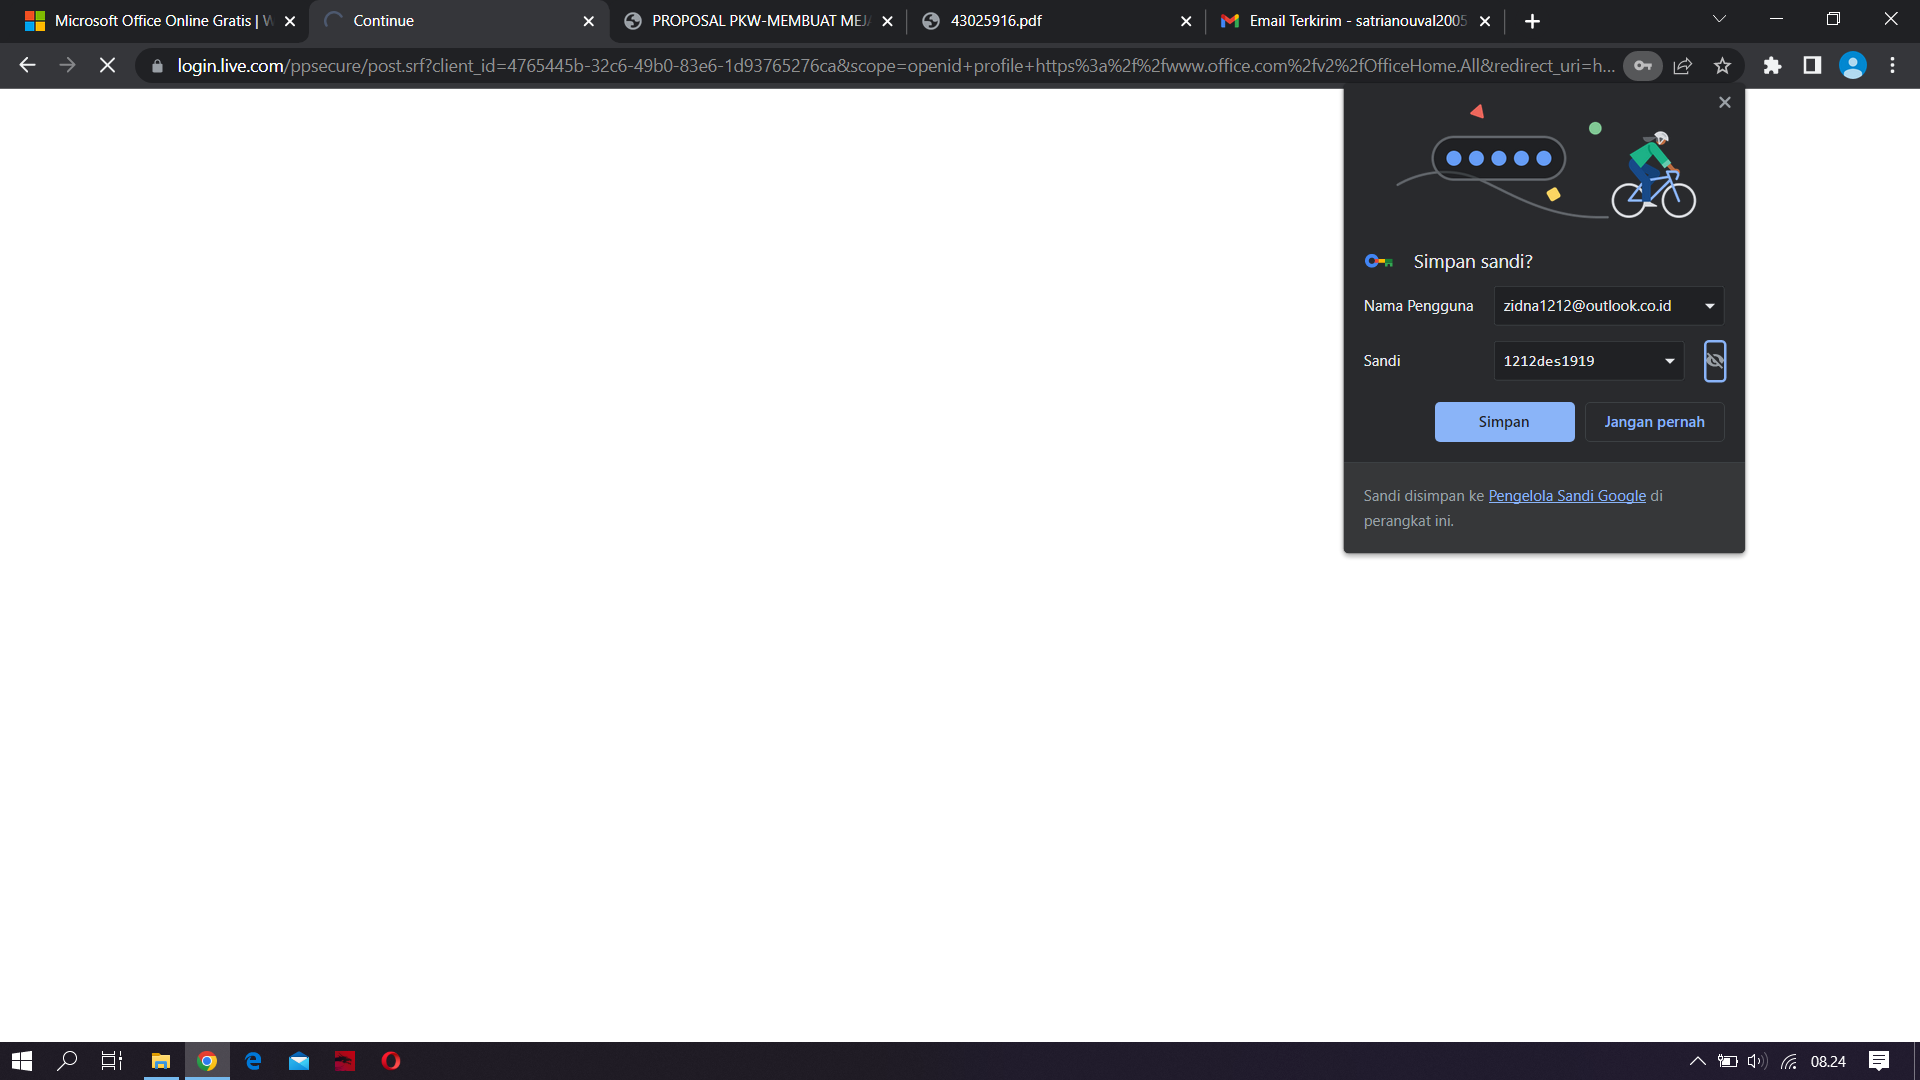 Microsoft Office Online Gratis |
Continue
PROPOSAL PKW-MEMBUAT MEJ
43025916.pdf
Email Terkirim - satrianouval2005
login.live.com/ppsecure/post.srf?client_id=4765445b-32c6-49b0-83e6-1d93765276ca&scope=openid+profile+https%3a%2f%2fwww.office.com%2fv2%2fOfficeHome.All&redirect_uri=h...
Simpan sandi?
Nama Pengguna zidna1212@outlook.co.id
Sandi 1212des1919
Simpan Jangan pernah
Sandi disimpan ke Pengelola Sandi Google di
perangkat ini.
08.24